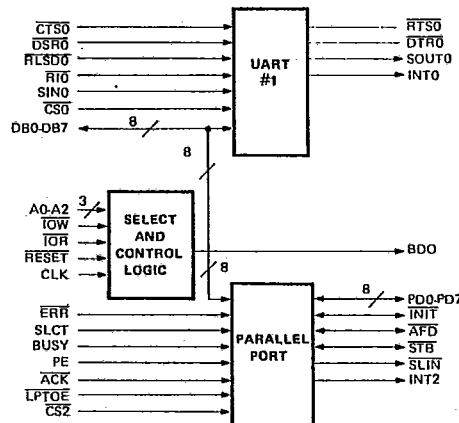 CTS0
DSR0
RLSD0
RI0
SIN0
CS0
DB0-DB7
8
UART
#1
RTS0
DTR0
SOUT0
INT0
8
3
A0-A2
IOW
IOR
RESET
CLK
SELECT
AND
CONTROL
LOGIC
BDO
8
ERR
SLCT
BUSY
PE
ACK
LPTOE
CS2
PARALLEL
PORT
8
PD0-PD7
INIT
AFD
STB
SLIN
INT2